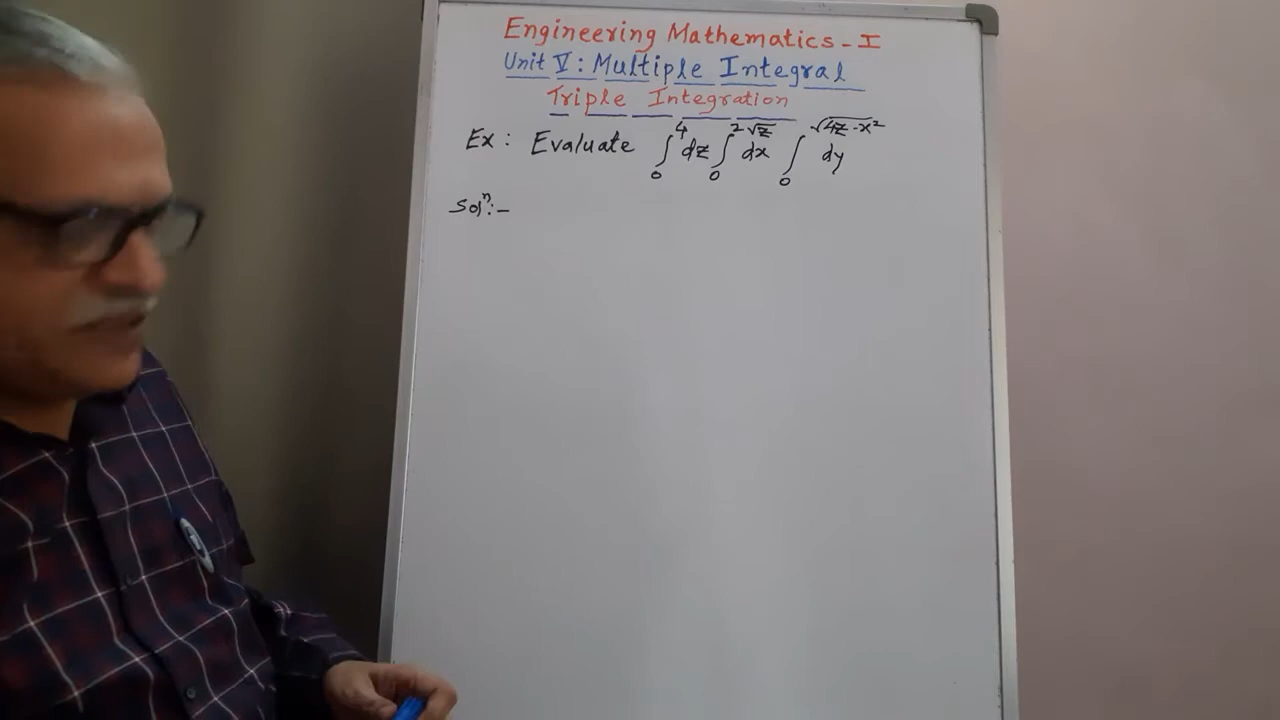 Engineering Mathematics - I
Unit V : Multiple Integral
Triple Integration
Ex : Evaluate ∫₀⁴ dz ∫₀^{2√z} dx ∫₀^{√(4z-x²)} dy
Solⁿ:-